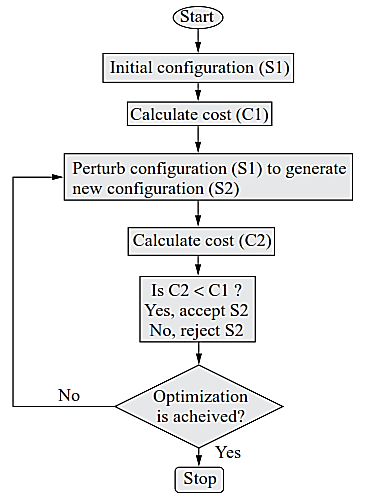 Start
Initial configuration (S1)
Calculate cost (C1)
Perturb configuration (S1) to generate
new configuration (S2)
Calculate cost (C2)
Is C2 < C1 ?
Yes, accept S2
No, reject S2
Optimization
is acheived?
No
Yes
Stop